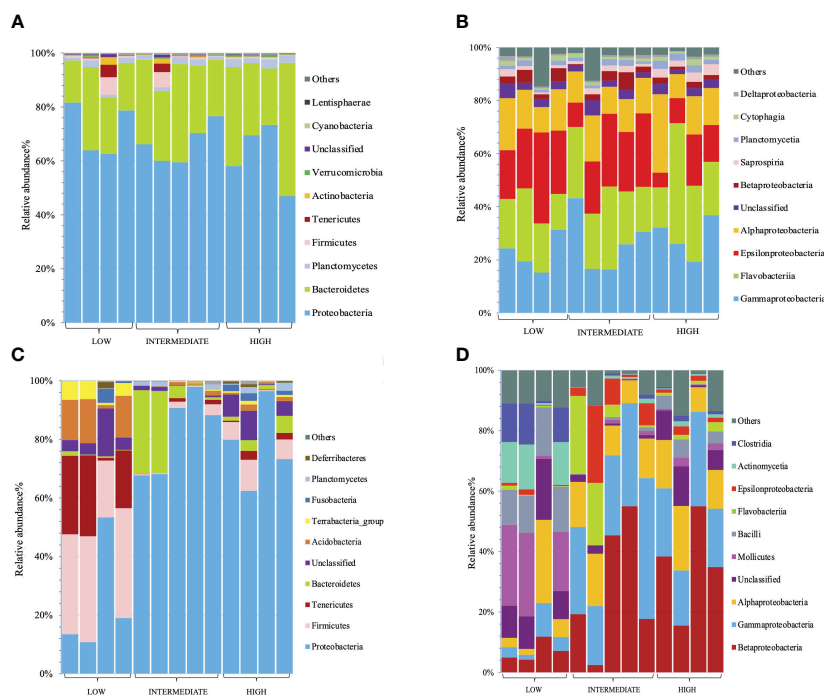 A
Relative abundance%
100%
80%
60%
40%
20%
0%
LOW
INTERMEDIATE
HIGH
Others
Lentisphaerae
Cyanobacteria
Unclassified
Verrucomicrobia
Actinobacteria
Tenericutes
Firmicutes
Planctomycetes
Bacteroidetes
Proteobacteria
B
Relative abundance%
100%
80%
60%
40%
20%
0%
LOW
INTERMEDIATE
HIGH
Others
Deltaproteobacteria
Cytophagia
Planctomycetia
Saprospiria
Betaproteobacteria
Unclassified
Alphaproteobacteria
Epsilonproteobacteria
Flavobacteriia
Gammaproteobacteria
C
Relative abundance%
100%
80%
60%
40%
20%
0%
LOW
INTERMEDIATE
HIGH
Others
Deferribacteres
Planctomycetes
Fusobacteria
Terrabacteria_group
Acidobacteria
Unclassified
Bacteroidetes
Tenericutes
Firmicutes
Proteobacteria
D
Relative abundance%
100%
80%
60%
40%
20%
0%
LOW
INTERMEDIATE
HIGH
Others
Clostridia
Actinomycetia
Epsilonproteobacteria
Flavobacteriia
Bacilli
Mollicutes
Unclassified
Alphaproteobacteria
Gammaproteobacteria
Betaproteobacteria